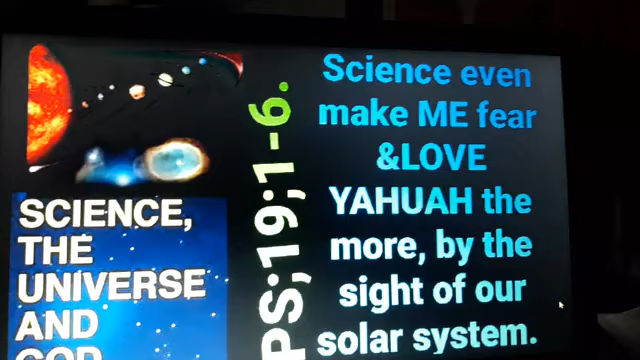 SCIENCE,
THE
UNIVERSE
AND
GOD
PS;19;1-6.
Science even
make ME fear
&LOVE
YAHUAH the
more, by the
sight of our
solar system.